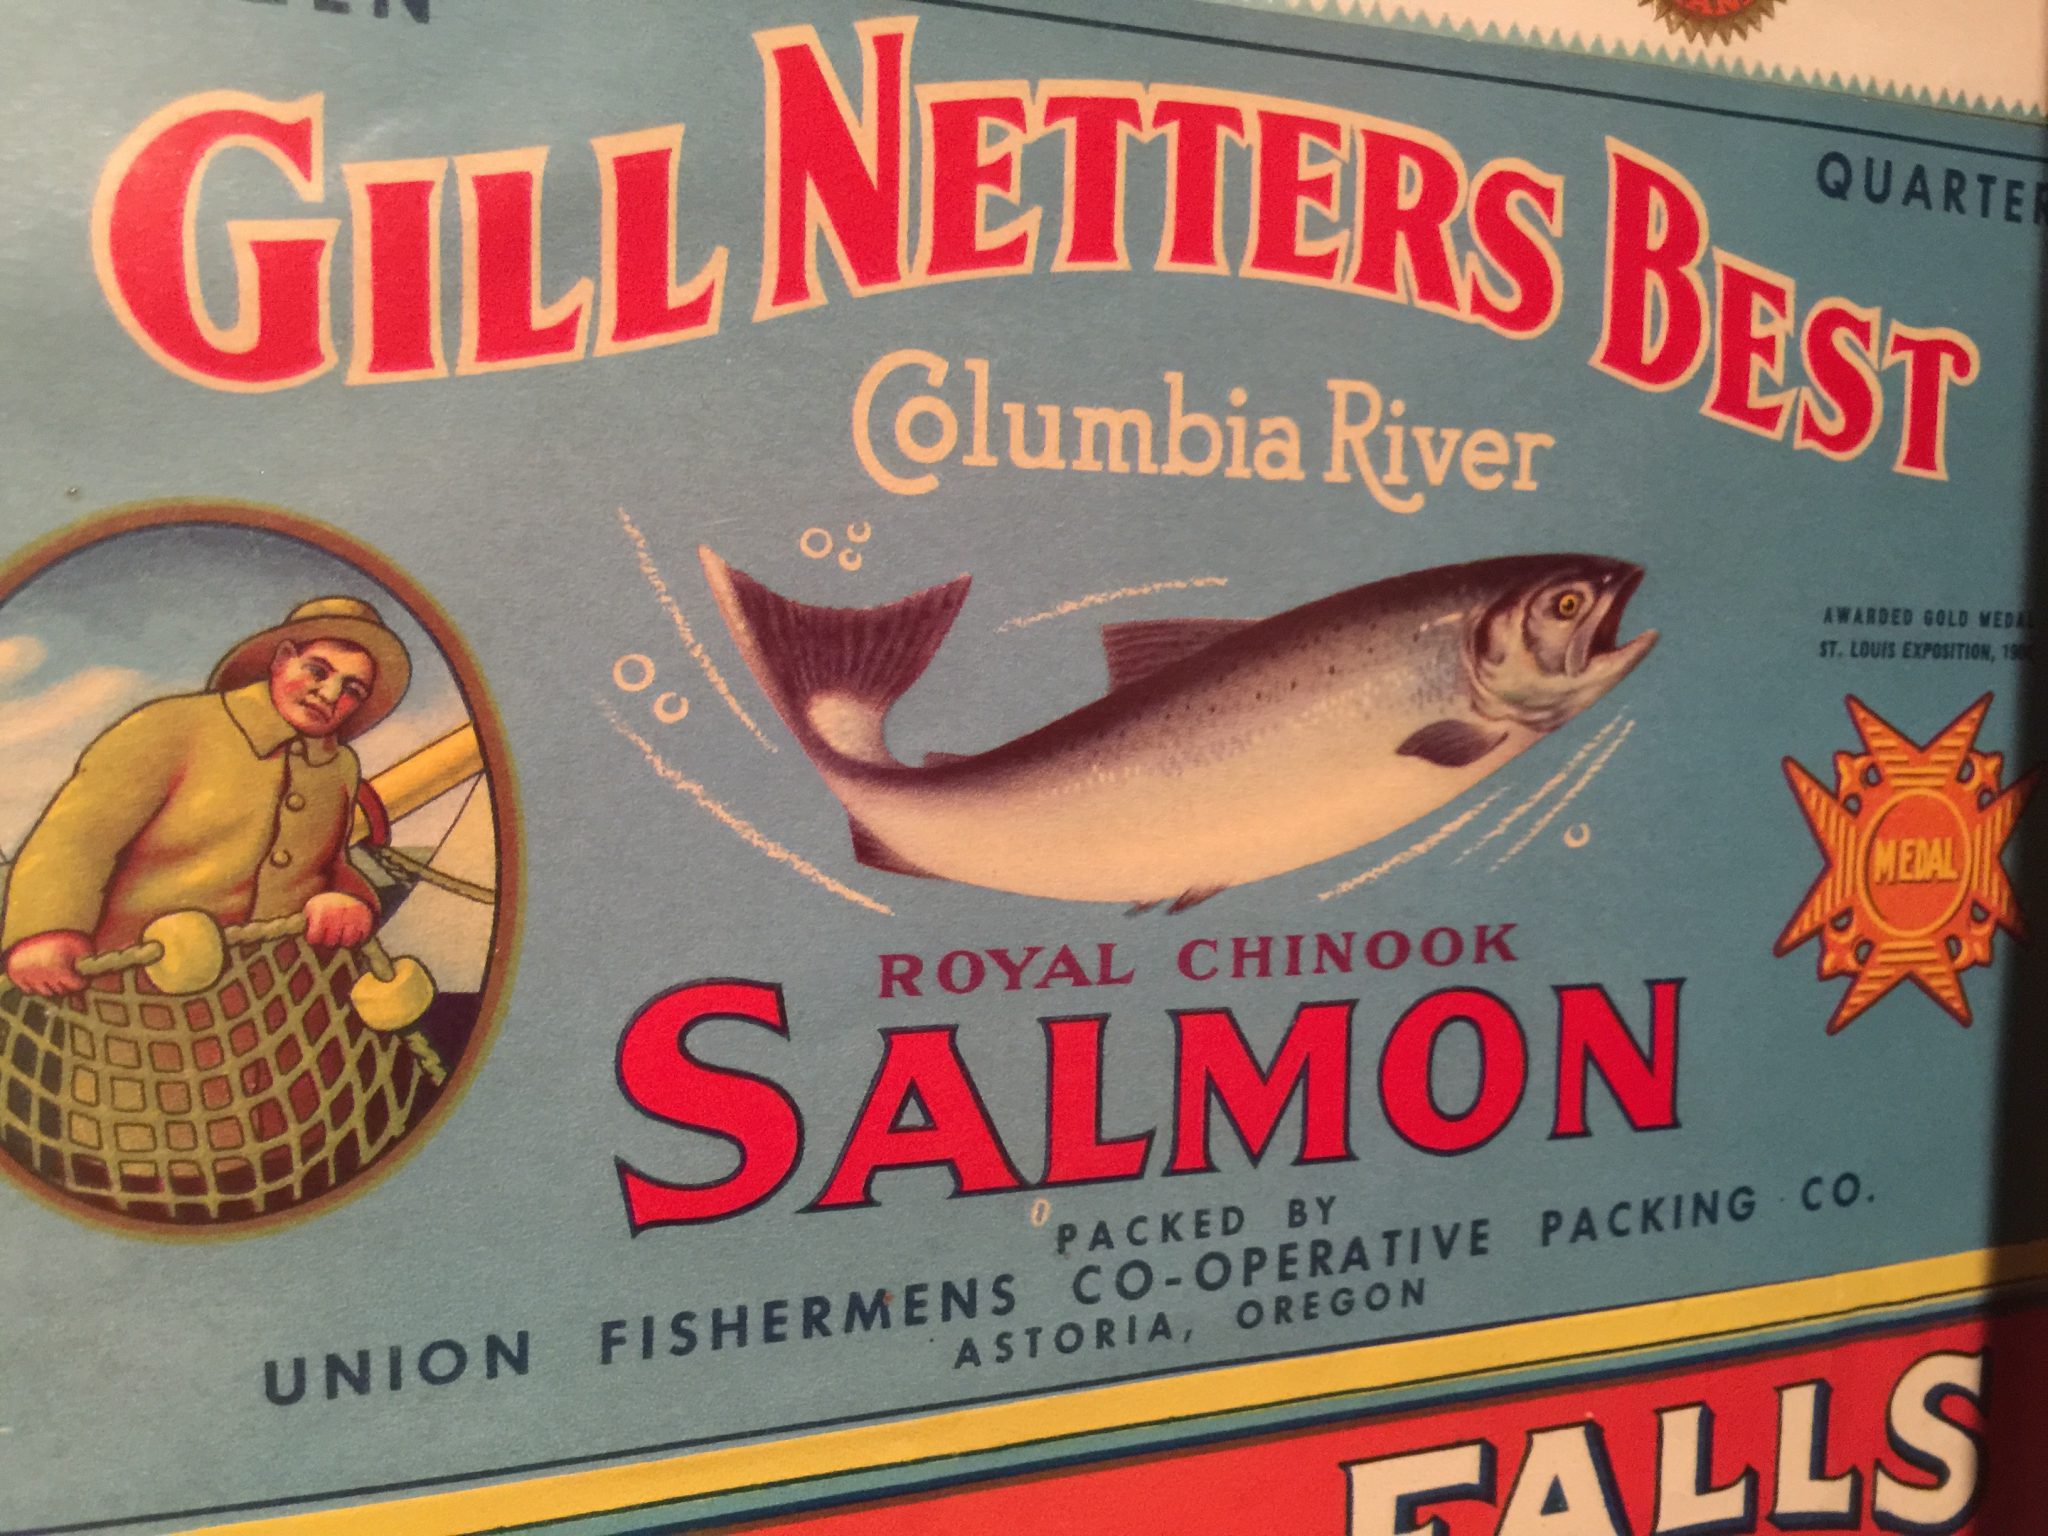 GILL NETTERS BEST
QUARTER
Columbia River
AWARDED GOLD MEDAL
ST. LOUIS EXPOSITION,
MEDAL
ROYAL CHINOOK
SALMON
PACKED BY
UNION FISHERMENS CO-OPERATIVE PACKING CO.
ASTORIA, OREGON
FALLS